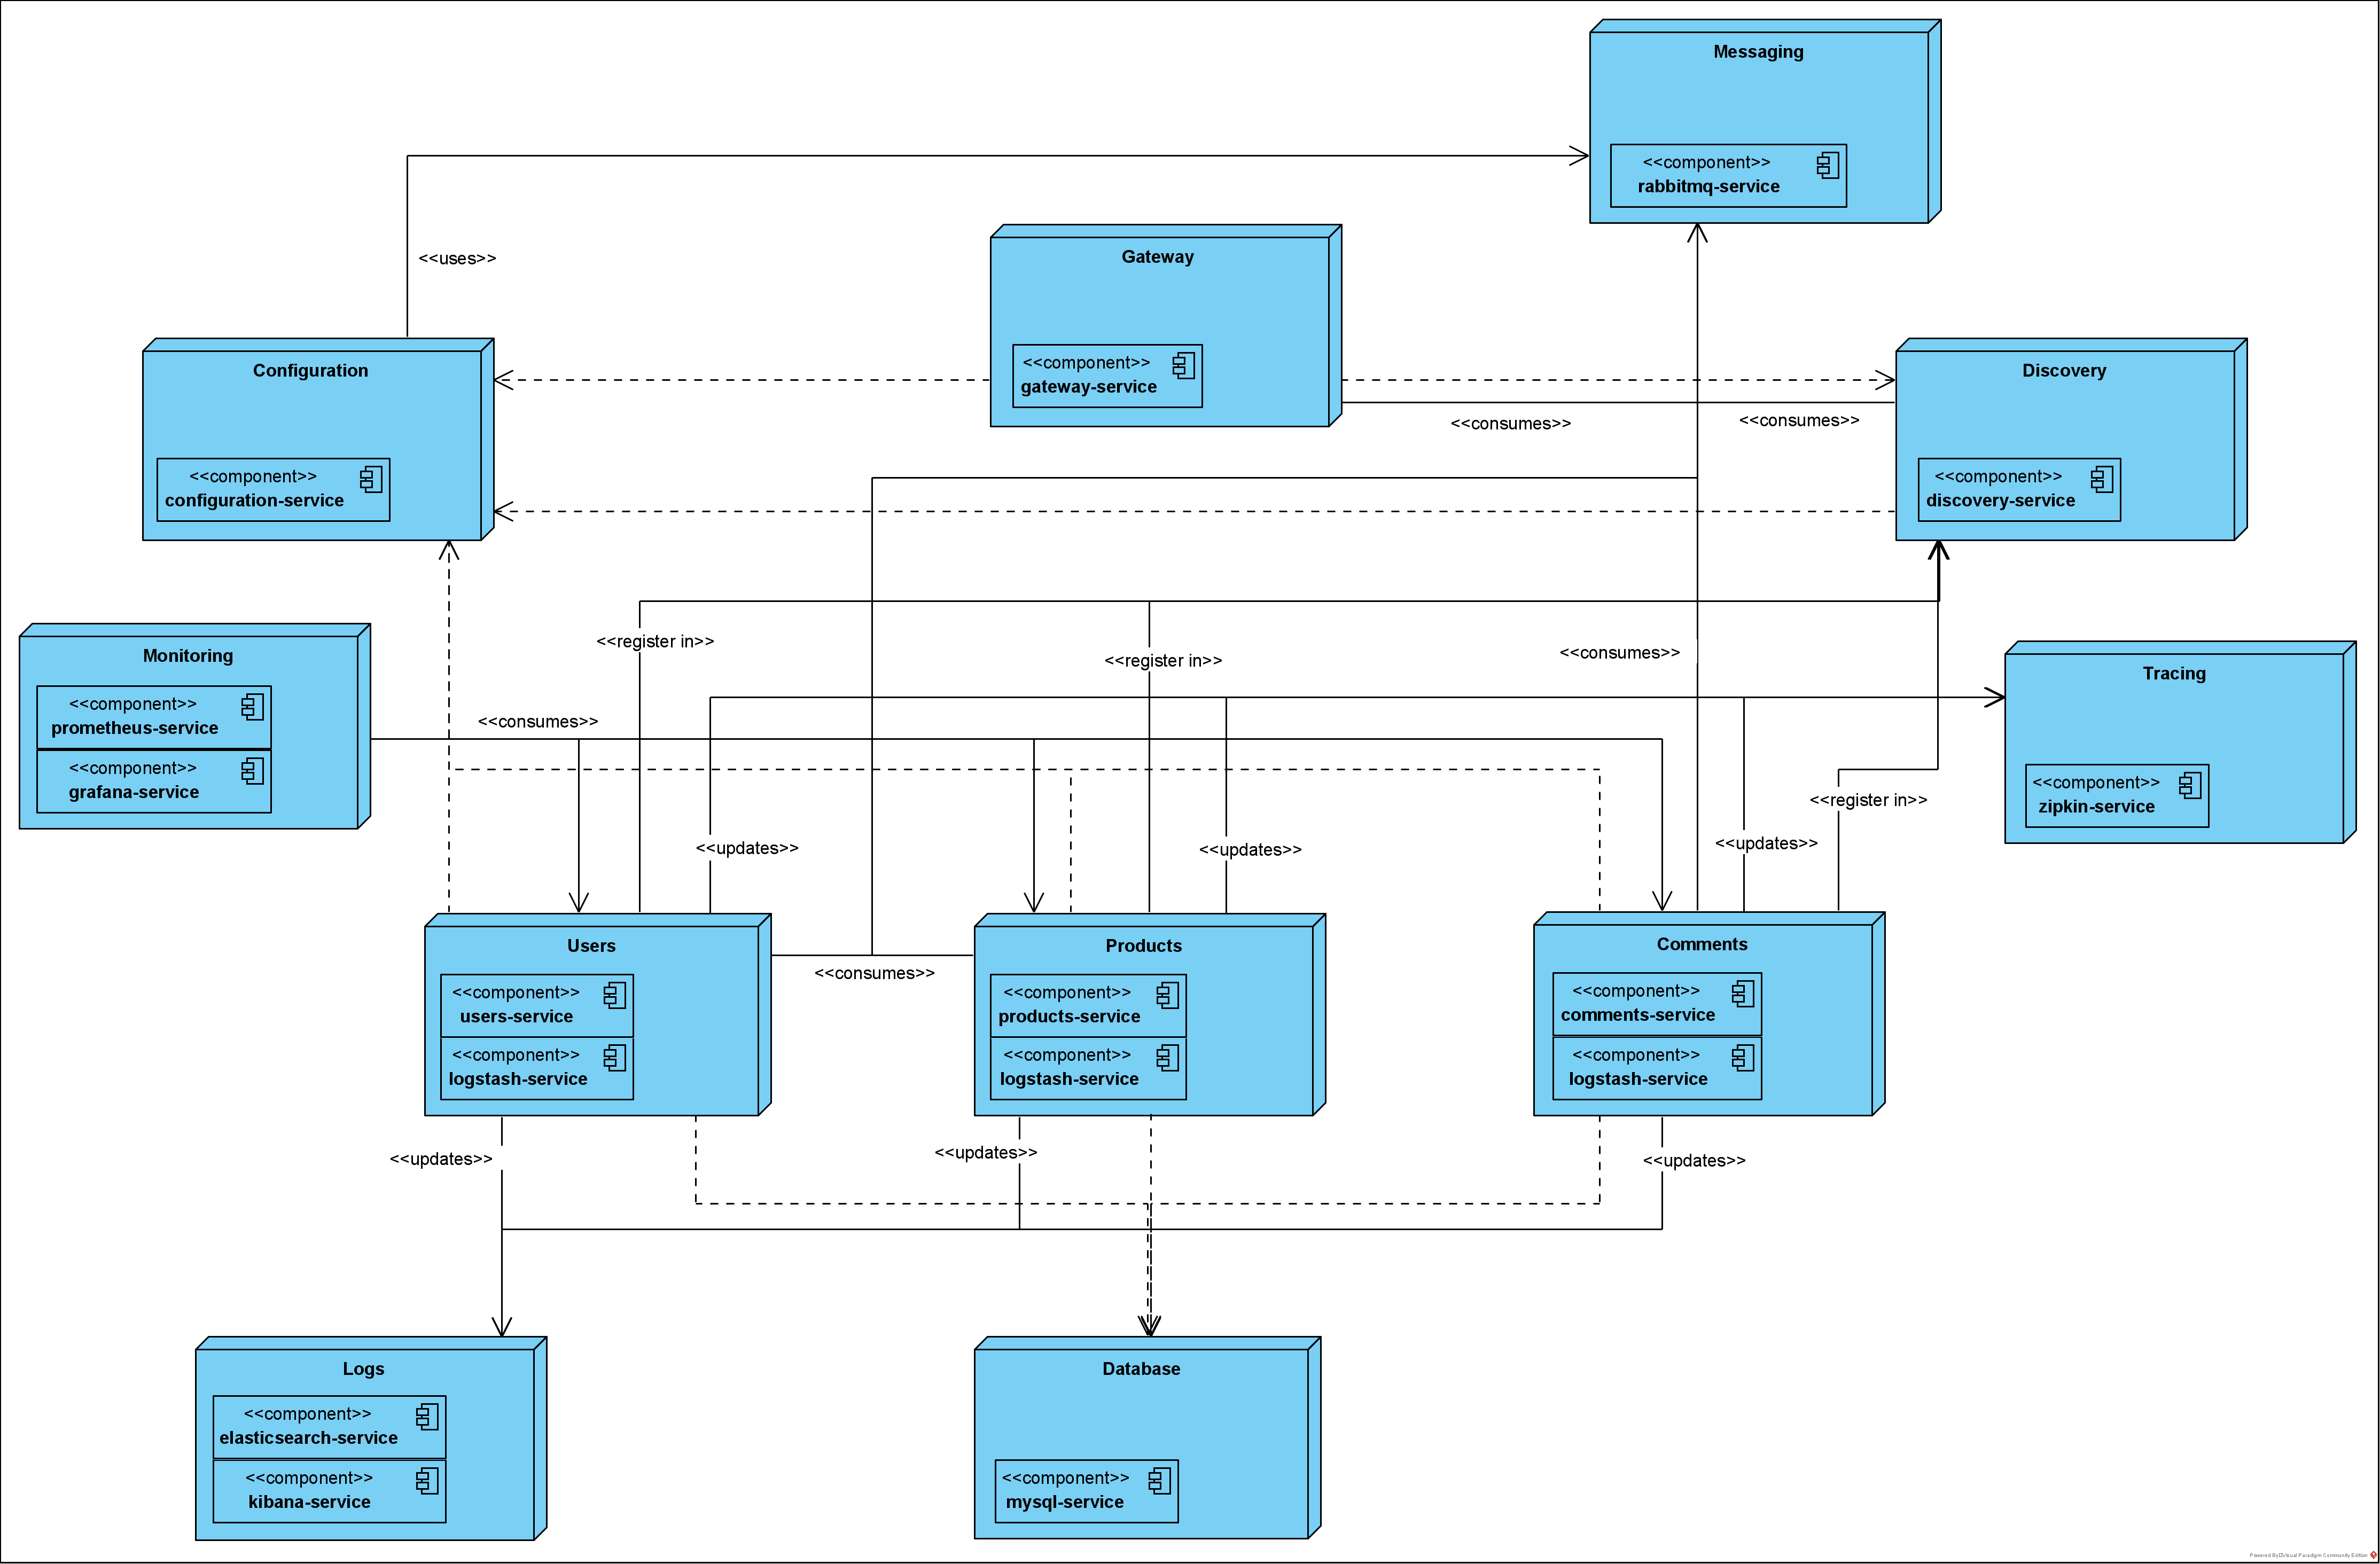 Messaging
<<component>>
rabbitmq-service
<<uses>>
Gateway
<<component>>
gateway-service
Configuration
<<component>>
configuration-service
Discovery
<<component>>
discovery-service
<<consumes>>
<<consumes>>
<<register in>>
<<register in>>
<<consumes>>
Monitoring
<<component>>
prometheus-service
<<component>>
grafana-service
<<consumes>>
Tracing
<<component>>
zipkin-service
<<register in>>
<<updates>>
<<updates>>
<<updates>>
Users
<<component>>
users-service
<<component>>
logstash-service
<<consumes>>
Products
<<component>>
products-service
<<component>>
logstash-service
Comments
<<component>>
comments-service
<<component>>
logstash-service
<<updates>>
<<updates>>
<<updates>>
Logs
<<component>>
elasticsearch-service
<<component>>
kibana-service
Database
<<component>>
mysql-service
Powered By Visual Paradigm Community Edition